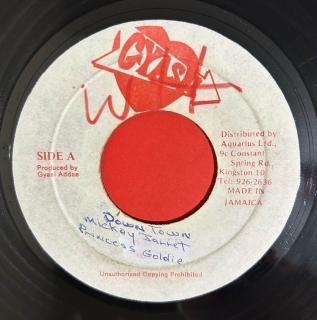 GYASI
SIDE A
Produced by
Gyasi Addae
Distributed by
Aquarius Ltd.,
9c Constant
Spring Rd.,
Kingston 10
Tel: 926-2636
MADE IN
JAMAICA
DOWN TOWN
Mickey Jarret
Princess Goldie
Unauthorized Copying Prohibited